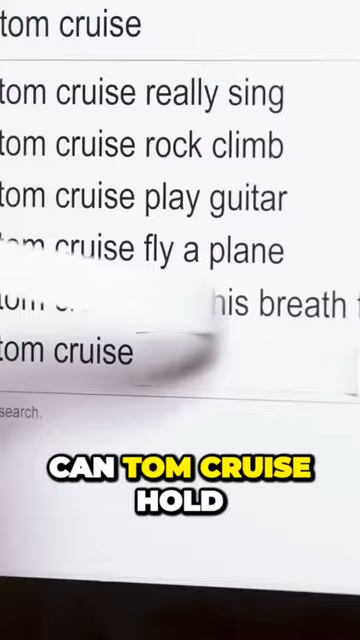 tom cruise
tom cruise really sing
tom cruise rock climb
tom cruise play guitar
tom cruise fly a plane
his breath
tom cruise
search.
CAN TOM CRUISE
HOLD